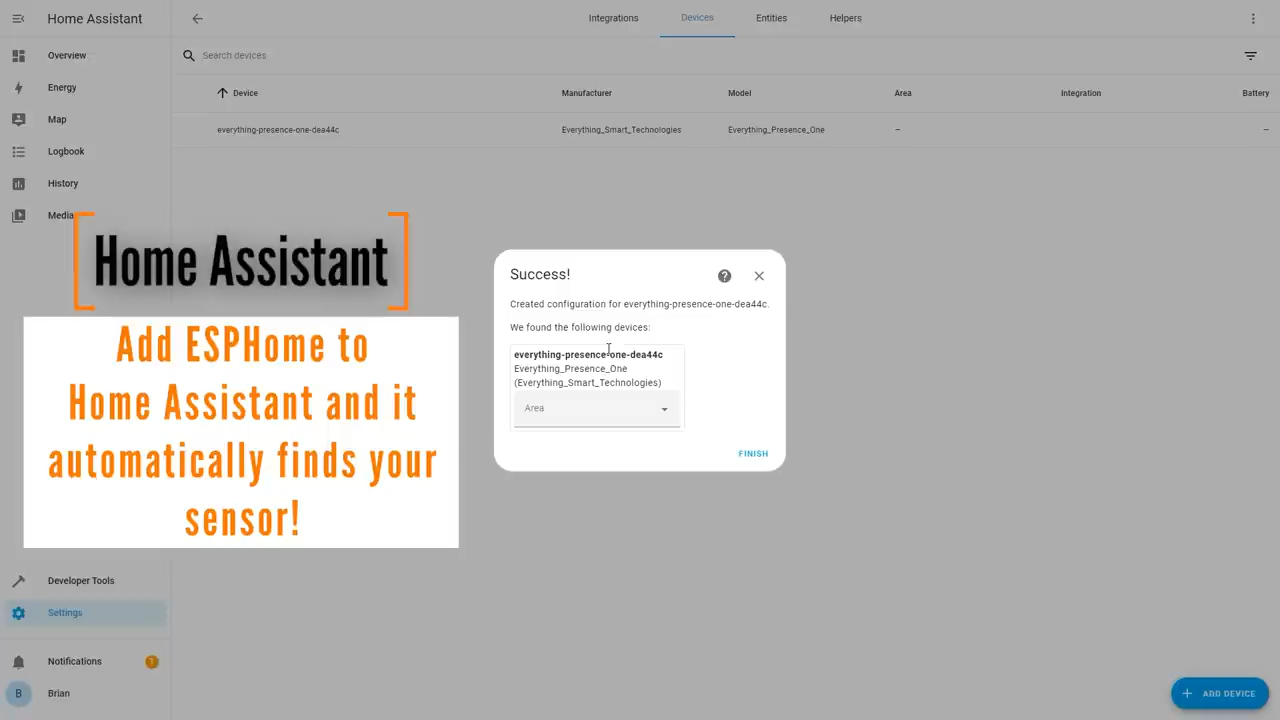 Home Assistant
Integrations
Devices
Entities
Helpers
Overview
Energy
Map
Logbook
History
Media
Search devices
Device
Manufacturer
Model
Area
Integration
Battery
everything-presence-one-dea44c
Everything_Smart_Technologies
Everything_Presence_One
–
–
Home Assistant
Add ESPHome to
Home Assistant and it
automatically finds your
sensor!
Success!
Created configuration for everything-presence-one-dea44c.
We found the following devices:
everything-presence-one-dea44c
Everything_Presence_One
(Everything_Smart_Technologies)
Area
FINISH
Developer Tools
Settings
Notifications
1
B
Brian
ADD DEVICE